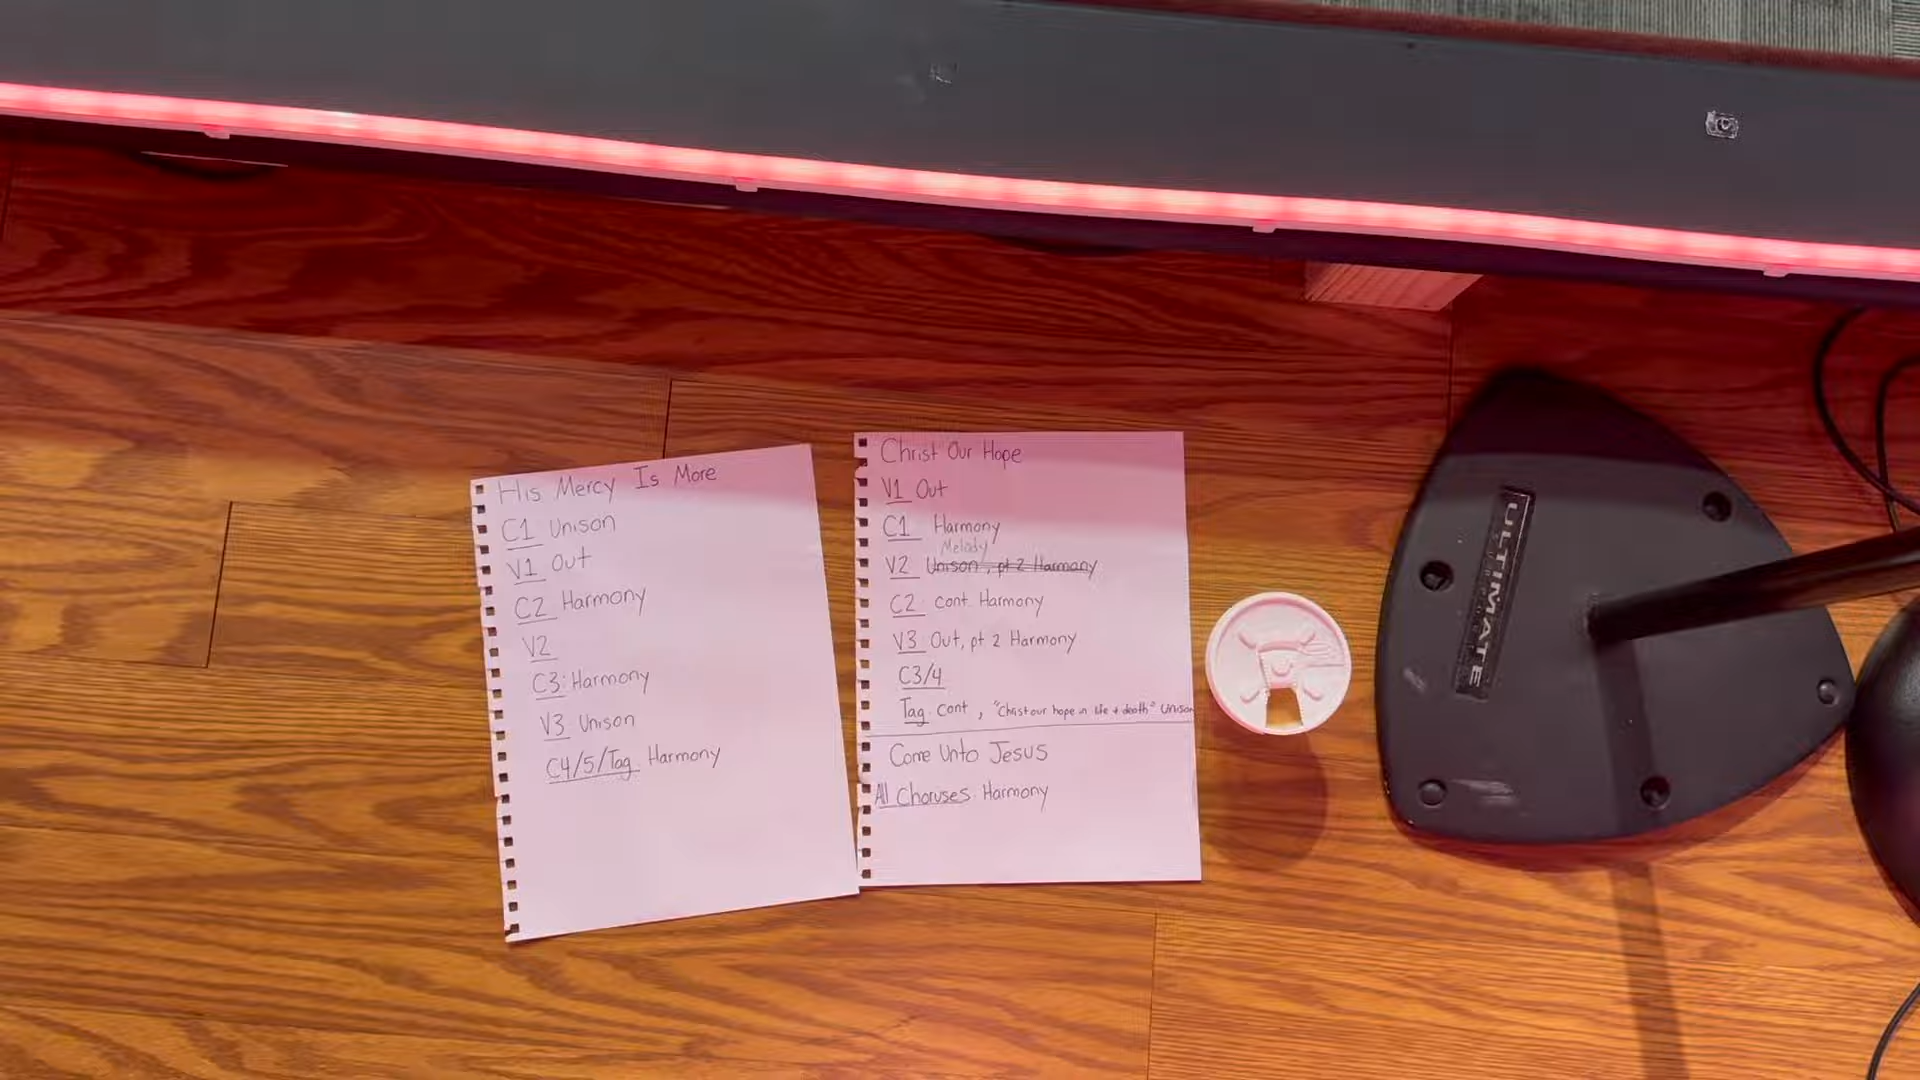 His Mercy Is More
C1 Unison
V1 Out
C2 Harmony
V2
C3: Harmony
V3 Unison
C4/5/Tag Harmony
Christ Our Hope
V1 Out
C1 Harmony
Melody
V2 Unison, pt 2 Harmony
C2 cont. Harmony
V3 Out, pt 2 Harmony
C3/4
Tag cont, "Christ our hope in life + death" Unison
Come Unto Jesus
All Choruses Harmony
ULTIMATE